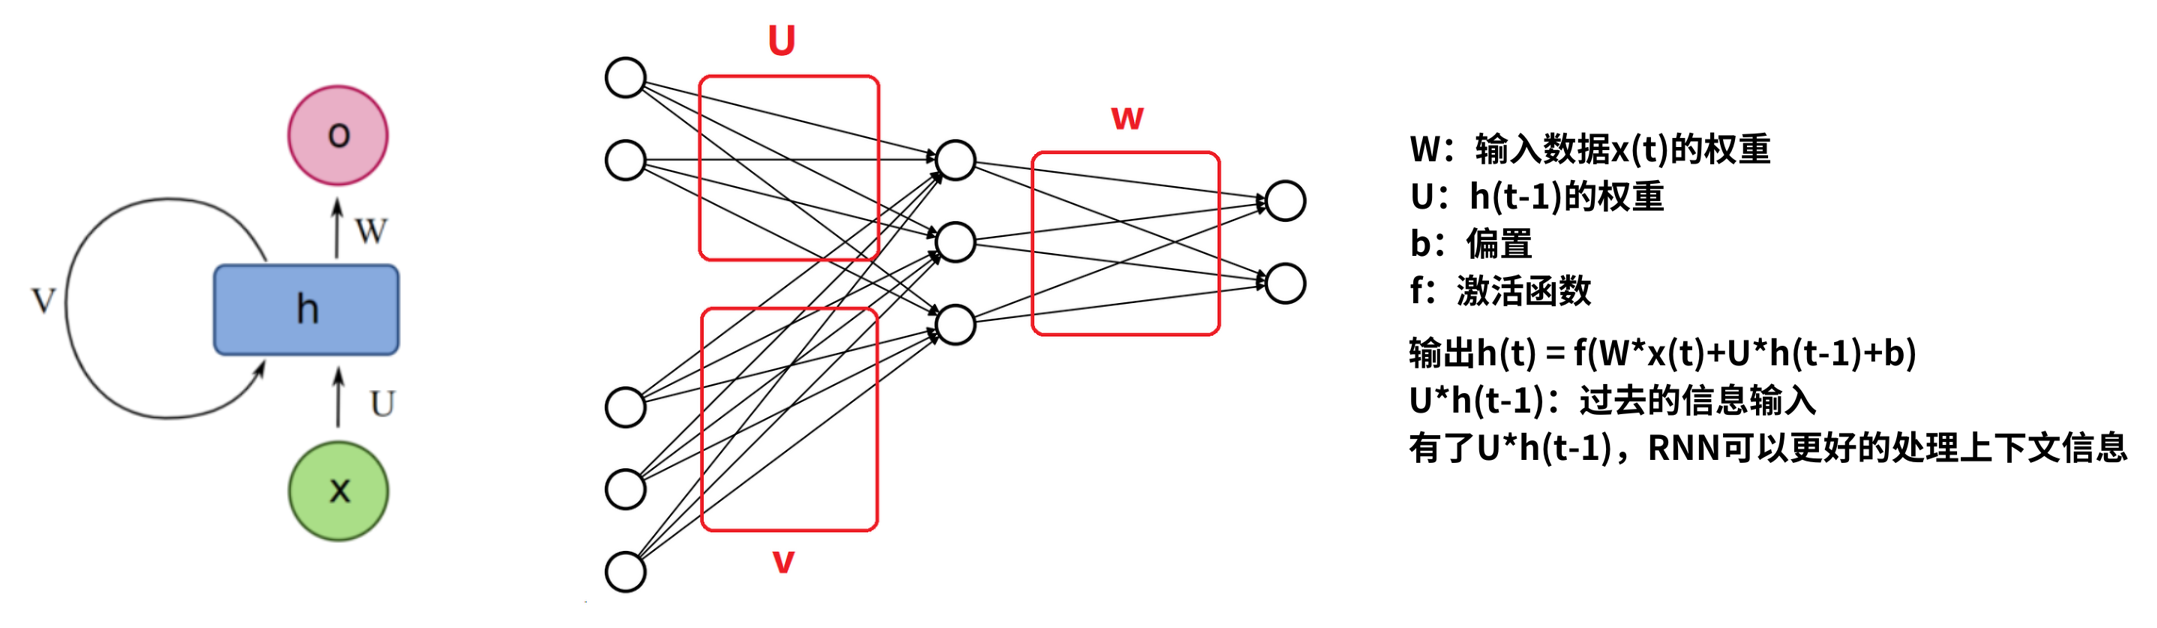 o
W
V
h
U
x
U
w
v
W：输入数据x(t)的权重
U：h(t-1)的权重
b：偏置
f：激活函数
输出h(t) = f(W*x(t)+U*h(t-1)+b)
U*h(t-1)：过去的信息输入
有了U*h(t-1)，RNN可以更好的处理上下文信息